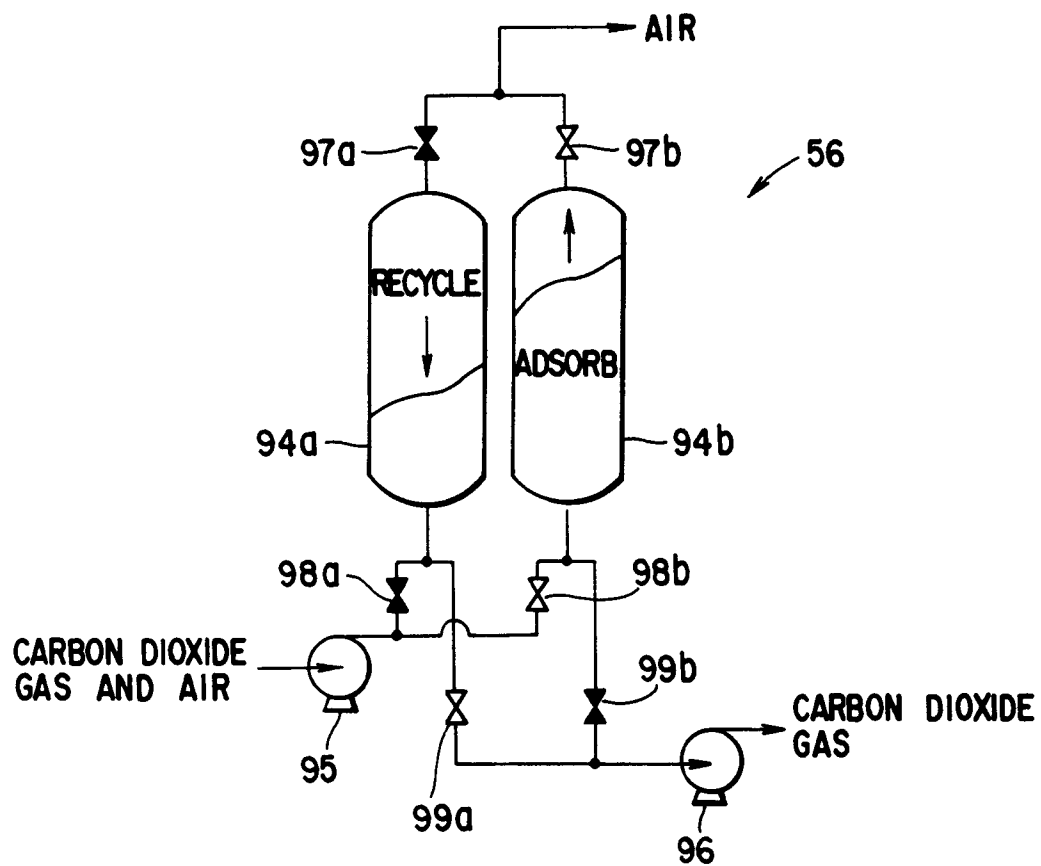 AIR
97a
97b
56
RECYCLE
ADSORB
94a
94b
98a
98b
CARBON DIOXIDE
GAS AND AIR
99b
CARBON DIOXIDE
GAS
95
99a
96